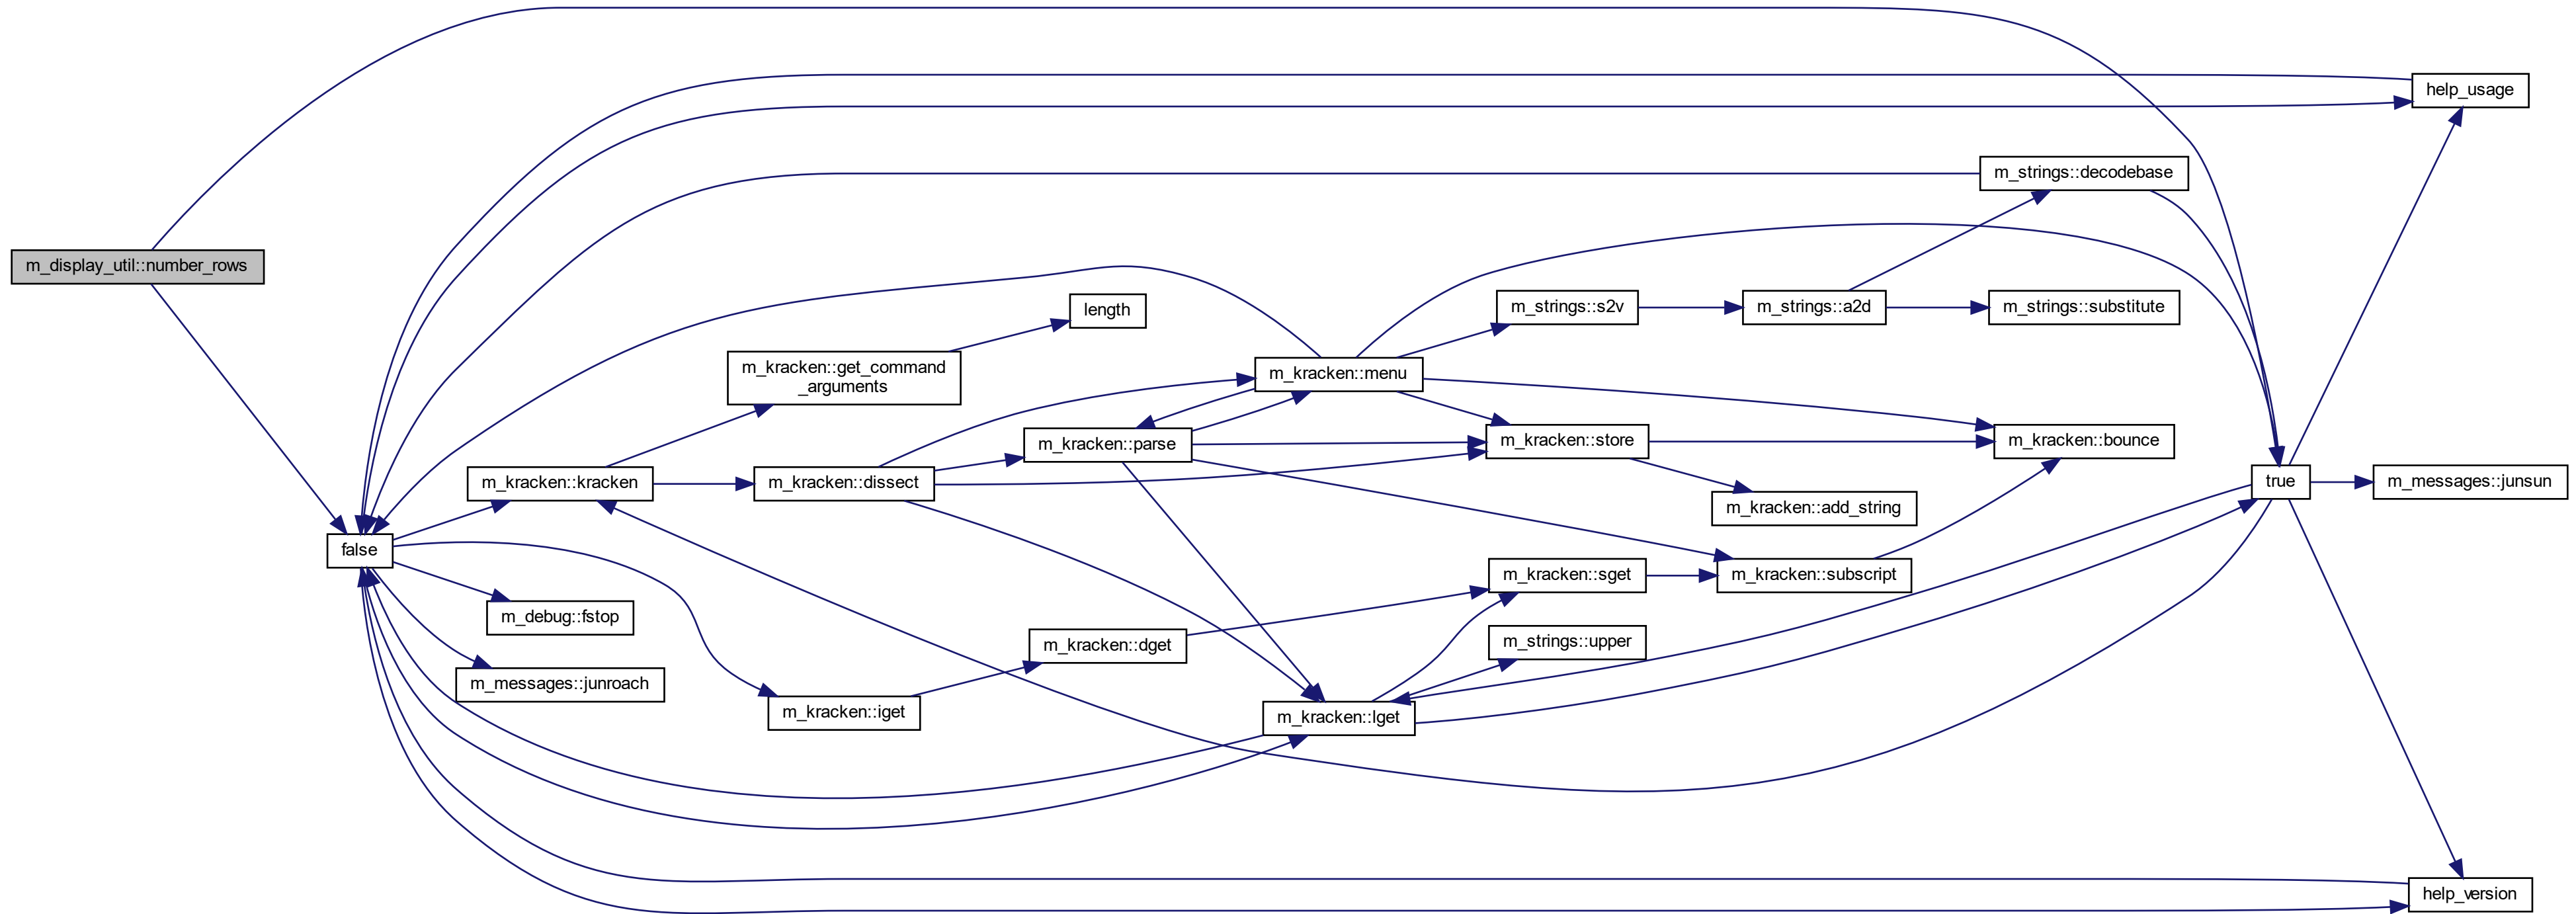 m_display_util::number_rows
false
m_kracken::kracken
m_debug::fstop
m_messages::junroach
m_kracken::get_command
_arguments
m_kracken::dissect
m_kracken::iget
length
m_kracken::parse
m_kracken::dget
m_kracken::menu
m_kracken::lget
m_strings::s2v
m_kracken::store
m_kracken::sget
m_strings::upper
m_strings::a2d
m_kracken::add_string
m_kracken::subscript
m_strings::decodebase
m_strings::substitute
m_kracken::bounce
true
help_usage
m_messages::junsun
help_version